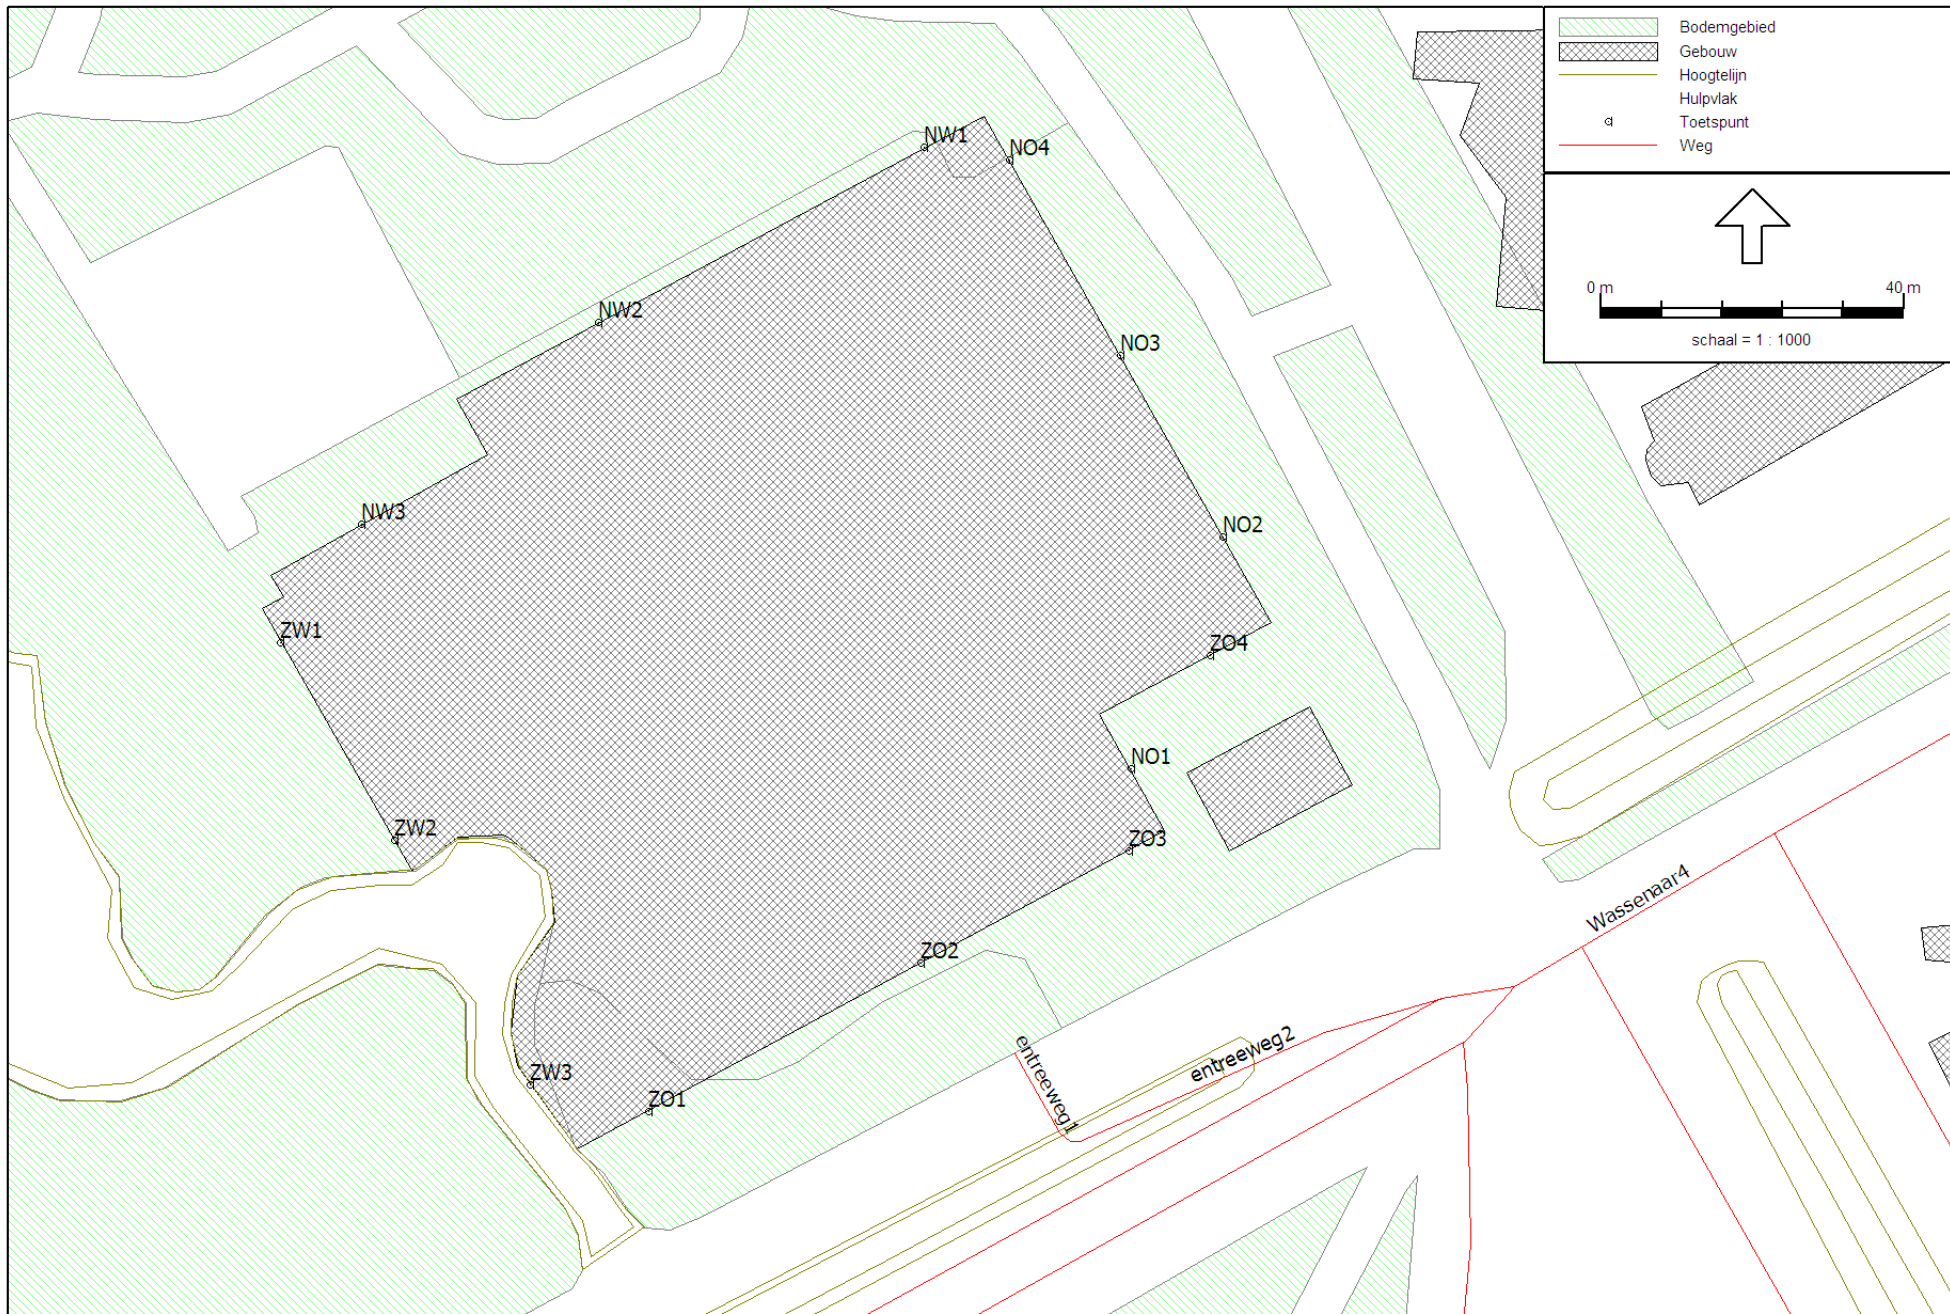 Bodemgebied
Gebouw
Hoogtelijn
Hulpvlak
Toetspunt
Weg
0 m
40 m
schaal = 1 : 1000
NW1
NO4
NW2
NO3
NW3
NO2
ZW1
ZO4
NO1
ZW2
ZO3
Wassenaar4
ZO2
entreeweg1
entreeweg2
ZW3
ZO1